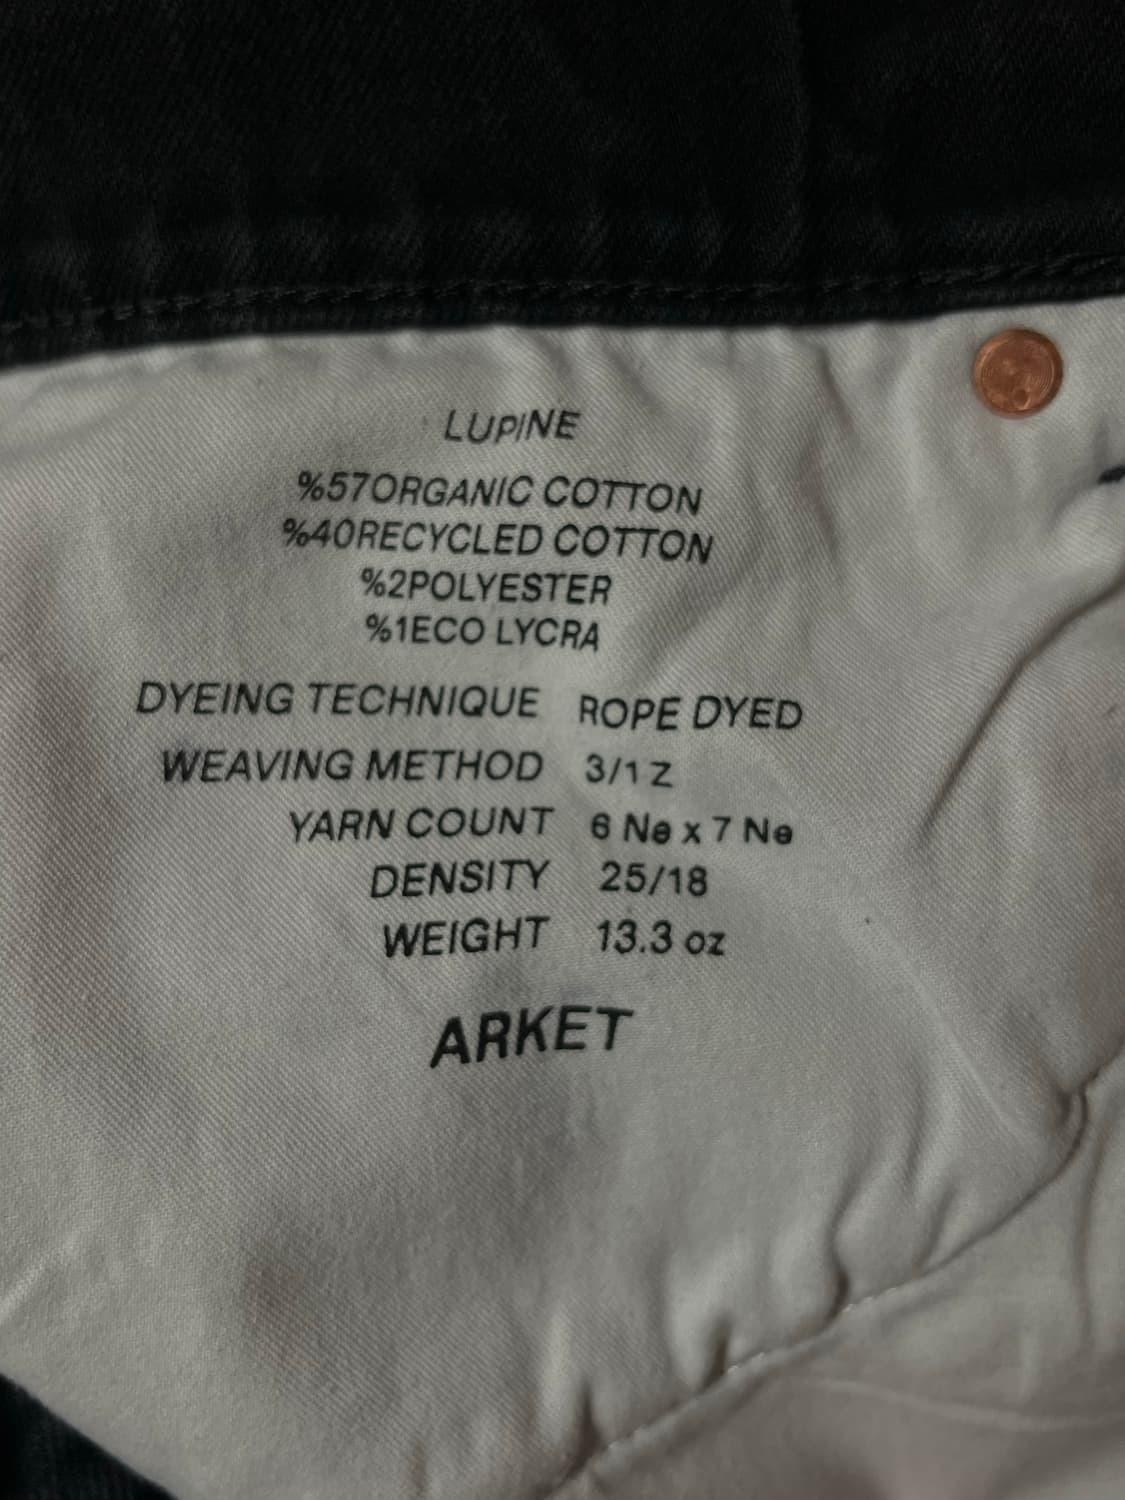 LUPINE
%57ORGANIC COTTON
%40RECYCLED COTTON
%2POLYESTER
%1ECO LYCRA
DYEING TECHNIQUE ROPE DYED
WEAVING METHOD 3/1 Z
YARN COUNT 6 Ne x 7 Ne
DENSITY 25/18
WEIGHT 13.3 oz
ARKET